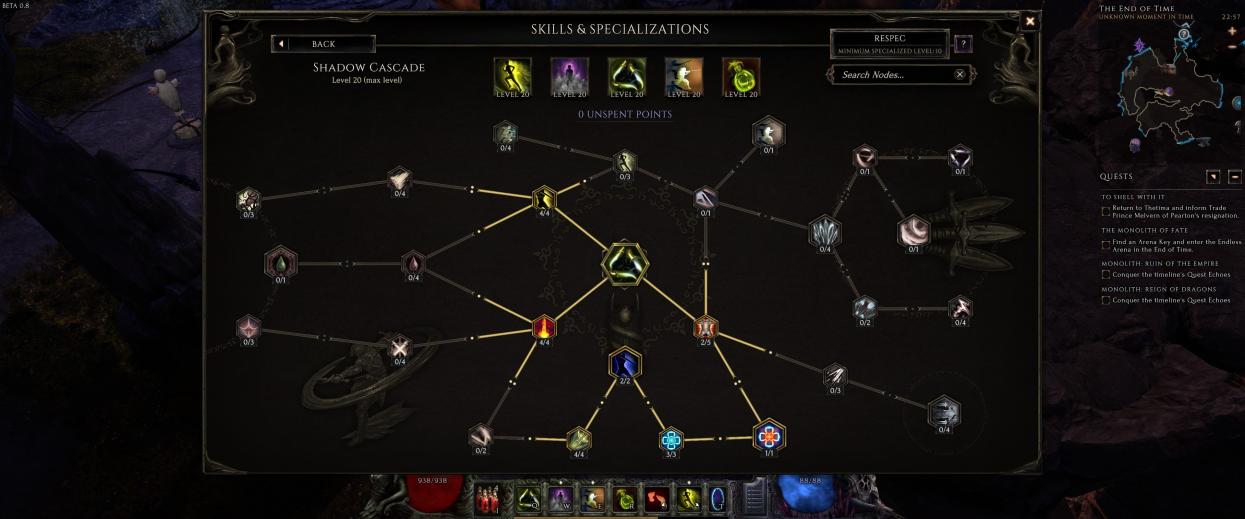 BETA 0.8
THE END OF TIME
UNKNOWN MOMENT IN TIME
22:57
SKILLS & SPECIALIZATIONS
BACK
RESPEC
MINIMUM SPECIALIZED LEVEL: 10
?
SHADOW CASCADE
Level 20 (max level)
LEVEL 20
LEVEL 20
LEVEL 20
LEVEL 20
LEVEL 20
Search Nodes...
0 UNSPENT POINTS
0/4
0/3
0/1
0/1
0/1
0/4
0/3
4/4
0/1
0/4
0/1
0/1
0/4
0/3
4/4
2/5
0/2
0/4
0/4
2/2
0/3
0/4
0/2
4/4
3/3
1/1
QUESTS
TO SHELL WITH IT
Return to Thetima and inform Trade
Prince Melvern of Pearton's resignation.
THE MONOLITH OF FATE
Find an Arena Key and enter the Endless
Arena in the End of Time.
MONOLITH: RUIN OF THE EMPIRE
Conquer the timeline's Quest Echoes
MONOLITH: REIGN OF DRAGONS
Conquer the timeline's Quest Echoes
938/938
88/88
1
Q
W
E
R
T